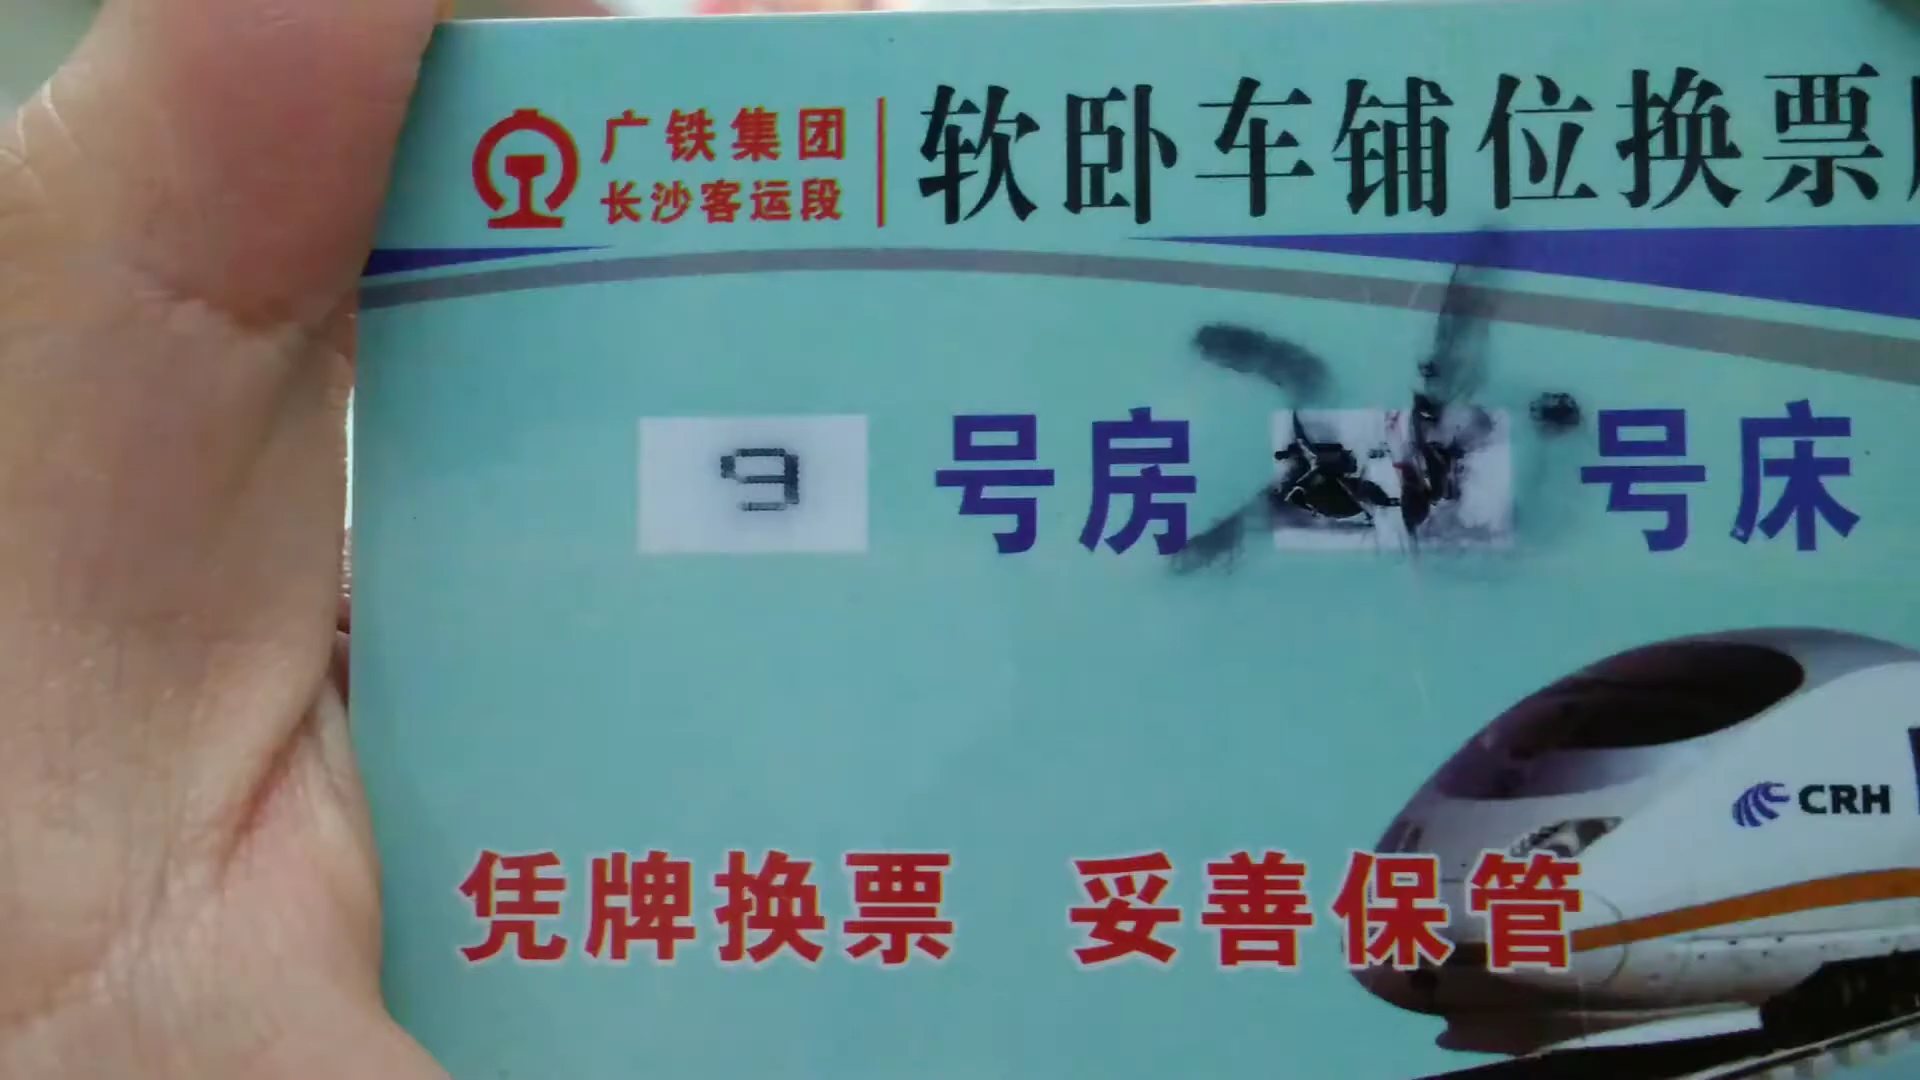 广铁集团
长沙客运段
软卧车铺位换票
9 号房 号床
CRH
凭牌换票 妥善保管